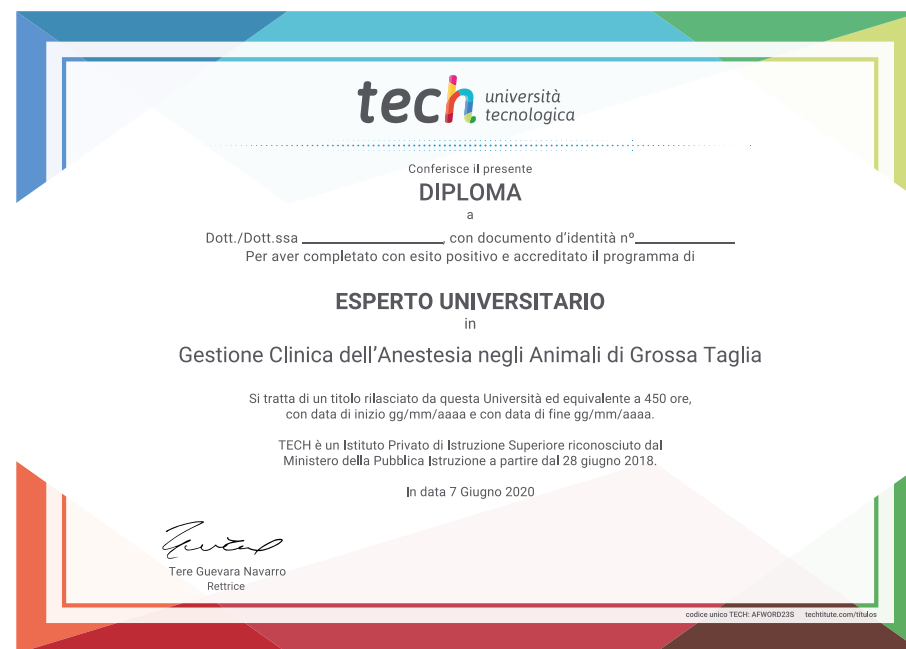 tech università
tecnologica
Conferisce il presente
DIPLOMA
a
Dott./Dott.ssa ______________, con documento d'identità nº__________
Per aver completato con esito positivo e accreditato il programma di
ESPERTO UNIVERSITARIO
in
Gestione Clinica dell'Anestesia negli Animali di Grossa Taglia
Si tratta di un titolo rilasciato da questa Università ed equivalente a 450 ore,
con data di inizio gg/mm/aaaa e con data di fine gg/mm/aaaa.
TECH è un Istituto Privato di Istruzione Superiore riconosciuto dal
Ministero della Pubblica Istruzione a partire dal 28 giugno 2018.
In data 7 Giugno 2020
Tere Guevara Navarro
Rettrice
codice unico TECH: AFWORD23S techtitute.com/titulos